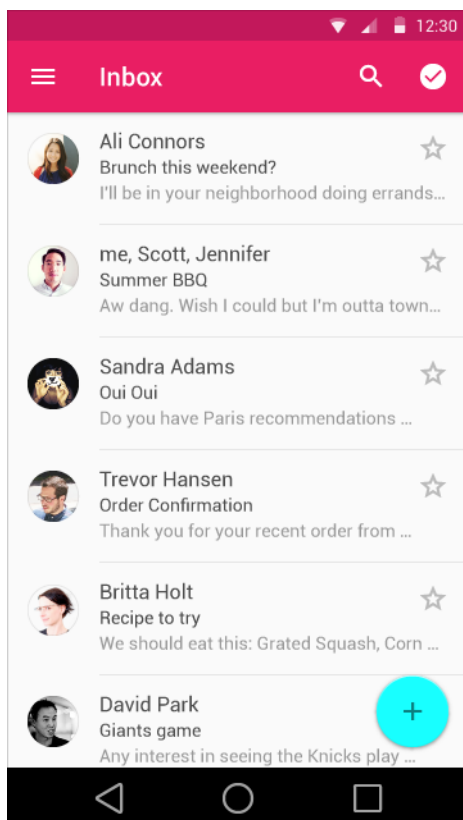 12:30
Inbox
Ali Connors
Brunch this weekend?
I'll be in your neighborhood doing errands...
me, Scott, Jennifer
Summer BBQ
Aw dang. Wish I could but I'm outta town...
Sandra Adams
Oui Oui
Do you have Paris recommendations ...
Trevor Hansen
Order Confirmation
Thank you for your recent order from ...
Britta Holt
Recipe to try
We should eat this: Grated Squash, Corn ...
David Park
Giants game
Any interest in seeing the Knicks play ...